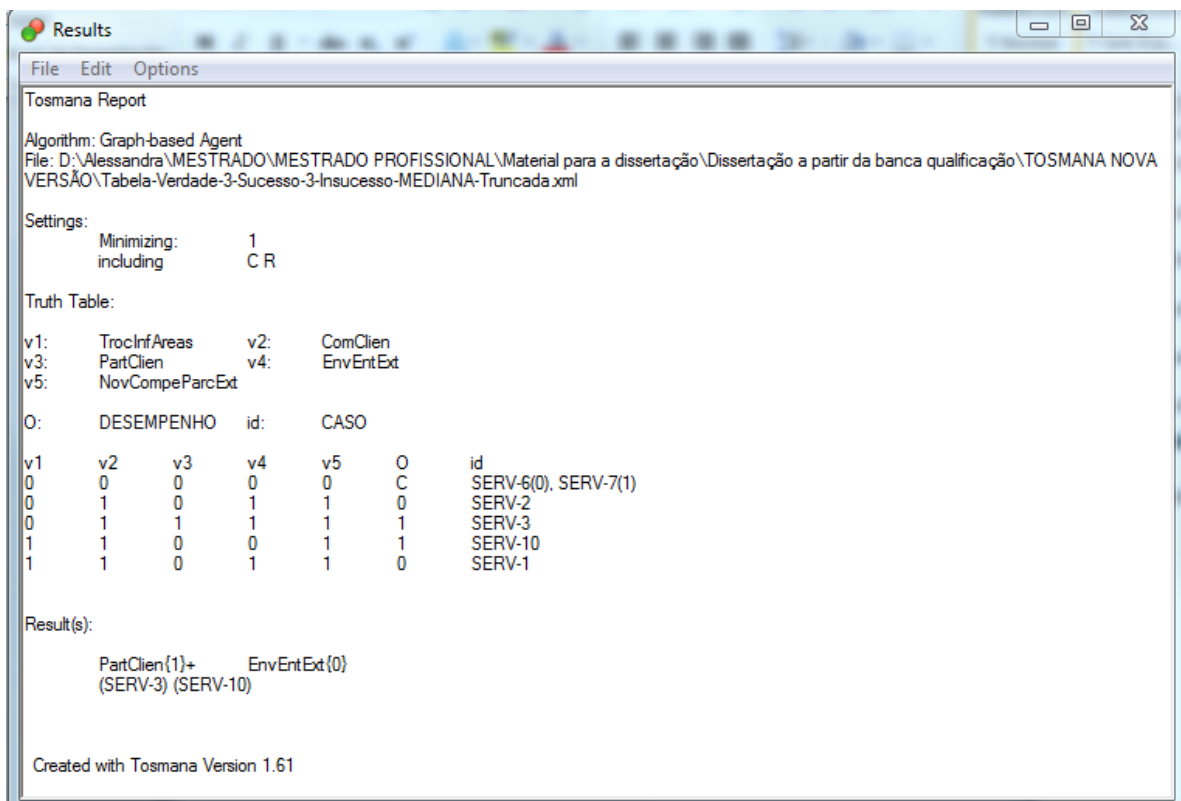 Results
File Edit Options
Tosmana Report
Algorithm: Graph-based Agent
File: D:\Alessandra\MESTRADO\MESTRADO PROFISSIONAL\Material para a dissertação\Dissertação a partir da banca qualificação\TOSMANA NOVA
VERSÃO\Tabela-Verdade-3-Sucesso-3-Insucesso-MEDIANA-Truncada.xml
Settings:
Minimizing: 1
including C R
Truth Table:
v1: TrocInfAreas v2: ComClien
v3: PartClien v4: EnvEntExt
v5: NovCompeParcExt
O: DESEMPENHO id: CASO
v1 v2 v3 v4 v5 O id
0 0 0 0 0 C SERV-6(0), SERV-7(1)
0 1 0 1 1 0 SERV-2
0 1 1 1 1 1 SERV-3
1 1 0 0 1 1 SERV-10
1 1 0 1 1 0 SERV-1
Result(s):
PartClien{1}+ EnvEntExt{0}
(SERV-3) (SERV-10)
Created with Tosmana Version 1.61